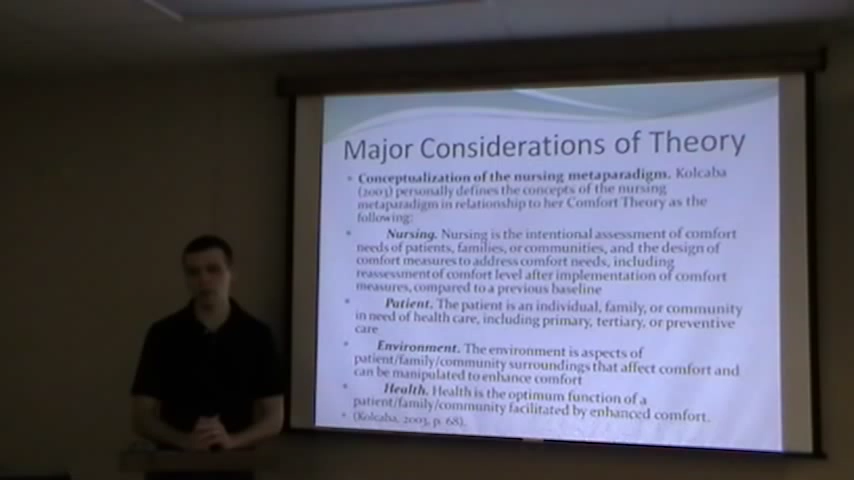 Major Considerations of Theory
Conceptualization of the nursing metaparadigm. Kolcaba
(2003) personally defines the concepts of the nursing
metaparadigm in relationship to her Comfort Theory as the
following:
Nursing. Nursing is the intentional assessment of comfort
needs of patients, families, or communities, and the design of
comfort measures to address comfort needs, including
reassessment of comfort level after implementation of comfort
measures, compared to a previous baseline
Patient. The patient is an individual, family, or community
in need of health care, including primary, tertiary, or preventive
care
Environment. The environment is aspects of
patient/family/community surroundings that affect comfort and
can be manipulated to enhance comfort
Health. Health is the optimum function of a
patient/family/community facilitated by enhanced comfort.
(Kolcaba, 2003, p. 68).